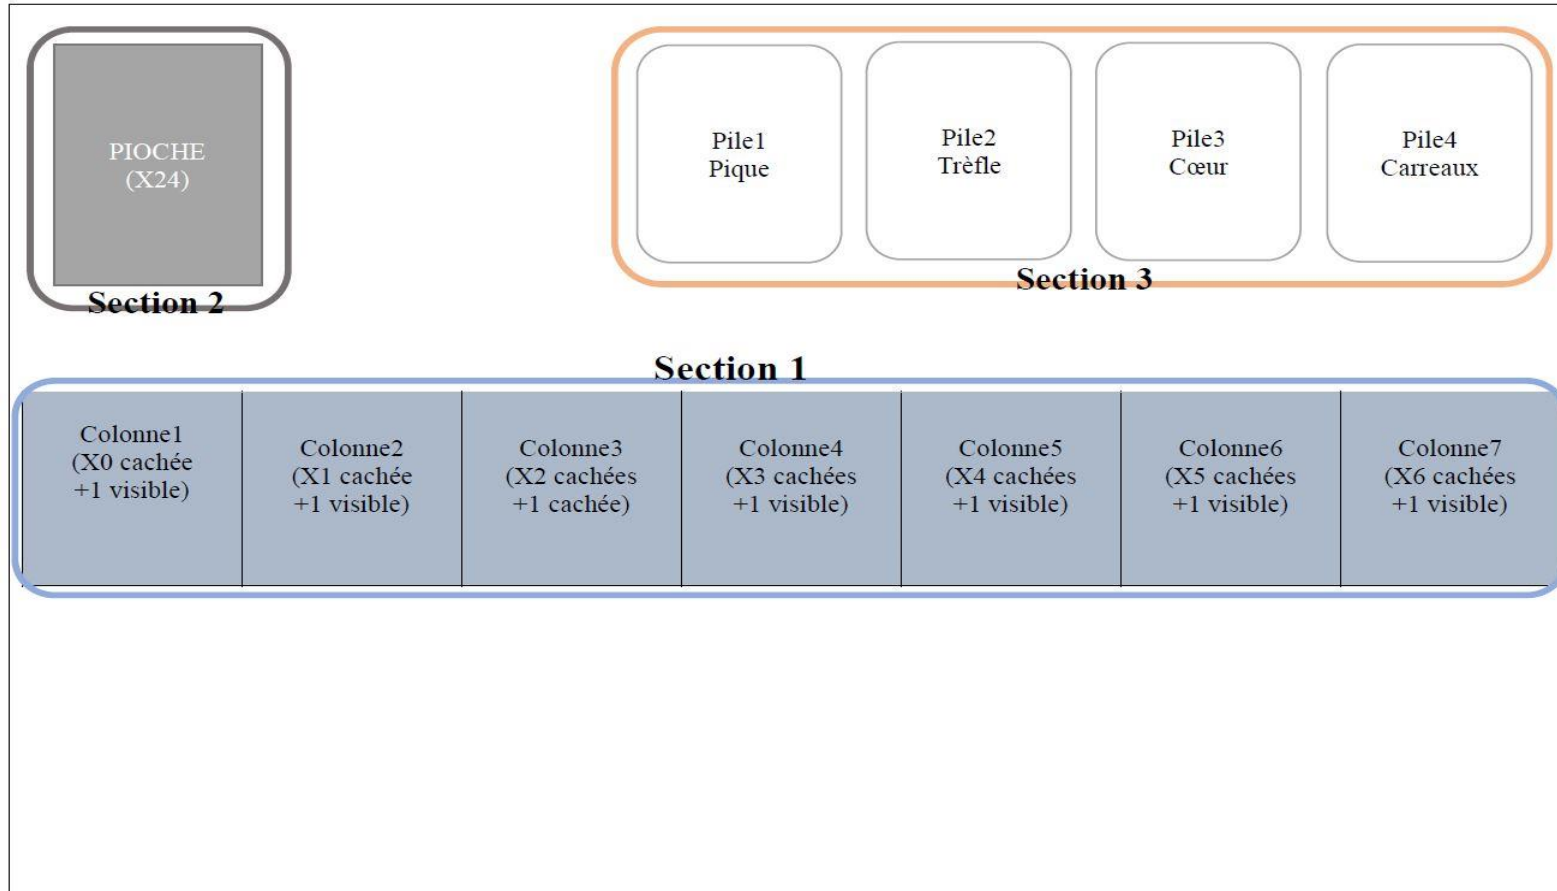 PIOCHE
(X24)
Section 2
Pile1
Pique
Pile2
Trèfle
Pile3
Cœur
Pile4
Carreaux
Section 3
Section 1
Colonne1
(X0 cachée
+1 visible)
Colonne2
(X1 cachée
+1 visible)
Colonne3
(X2 cachées
+1 cachée)
Colonne4
(X3 cachées
+1 visible)
Colonne5
(X4 cachées
+1 visible)
Colonne6
(X5 cachées
+1 visible)
Colonne7
(X6 cachées
+1 visible)